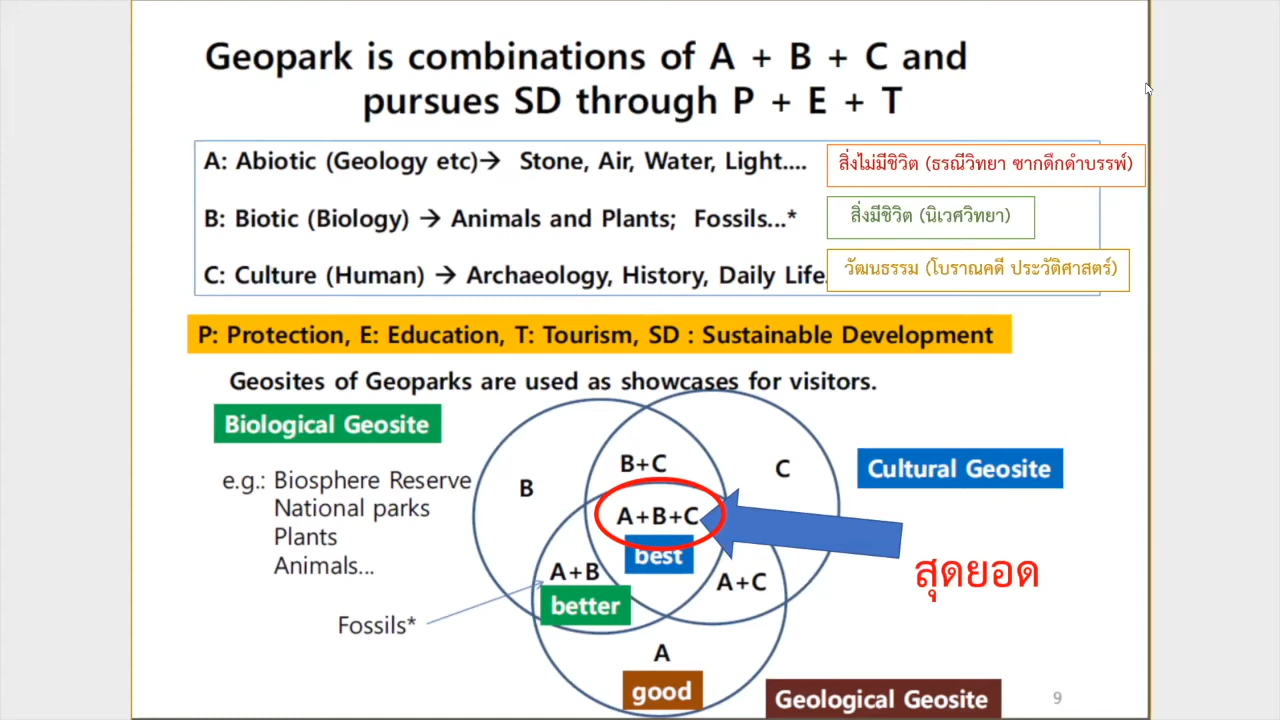 Geopark is combinations of A + B + C and
pursues SD through P + E + T
A: Abiotic (Geology etc)→ Stone, Air, Water, Light....
สิ่งไม่มีชิวิต (ธรณีวิทยา ซากดึกดำบรรพ์)
B: Biotic (Biology) → Animals and Plants; Fossils...*
สิ่งมีชิวิต (นิเวศวิทยา)
C: Culture (Human) → Archaeology, History, Daily Life.
วัฒนธรรม (โบราณคดี ประวัติศาสตร์)
P: Protection, E: Education, T: Tourism, SD : Sustainable Development
Geosites of Geoparks are used as showcases for visitors.
Biological Geosite
e.g.: Biosphere Reserve
National parks
Plants
Animals...
Fossils*
B
B+C
C
Cultural Geosite
A+B+C
best
สุดยอด
A+B
better
A+C
A
good
Geological Geosite
9